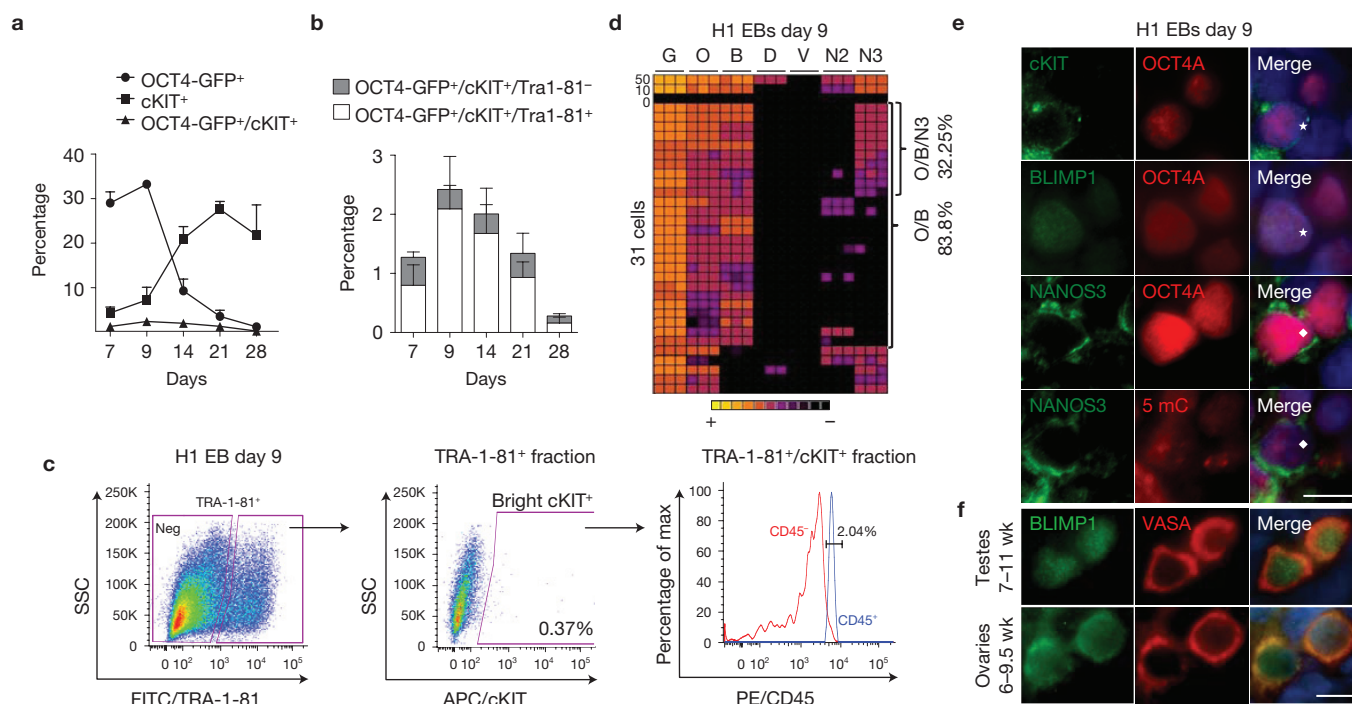 a
OCT4-GFP⁺
cKIT⁺
OCT4-GFP⁺/cKIT⁺
Percentage
40
30
20
10
7 9 14 21 28
Days
b
OCT4-GFP⁺/cKIT⁺/Tra1-81⁻
OCT4-GFP⁺/cKIT⁺/Tra1-81⁺
Percentage
3
2
1
0
7 9 14 21 28
Days
d
H1 EBs day 9
G O B D V N2 N3
50
10
0
31 cells
O/B/N3
32.25%
O/B
83.8%
+ −
e
H1 EBs day 9
cKIT OCT4A Merge
BLIMP1 OCT4A Merge
NANOS3 OCT4A Merge
NANOS3 5 mC Merge
c
H1 EB day 9
SSC
250K
200K
150K
100K
50K
0
Neg
TRA-1-81⁺
0 10² 10³ 10⁴ 10⁵
FITC/TRA-1-81
TRA-1-81⁺ fraction
SSC
250K
200K
150K
100K
50K
0
Bright cKIT⁺
0.37%
0 10² 10³ 10⁴ 10⁵
APC/cKIT
TRA-1-81⁺/cKIT⁺ fraction
Percentage of max
100
80
60
40
20
0
CD45⁻
2.04%
CD45⁺
0 10² 10³ 10⁴ 10⁵
PE/CD45
f
Testes
7–11 wk
BLIMP1 VASA Merge
Ovaries
6–9.5 wk